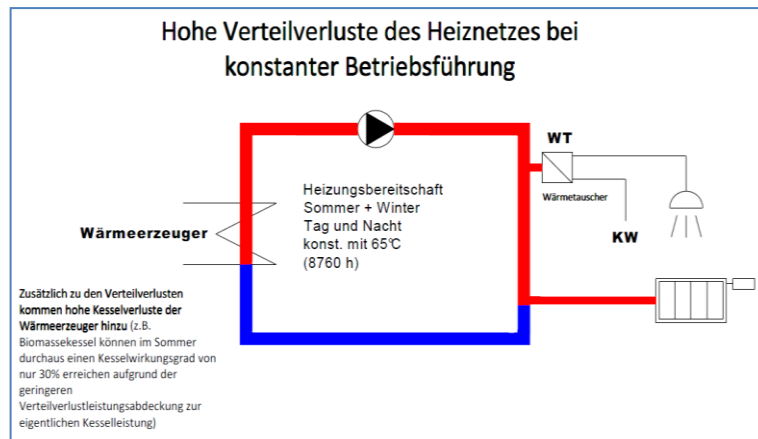 Hohe Verteilverluste des Heiznetzes bei
konstanter Betriebsführung
WT
Wärmetauscher
KW
Heizungsbereitschaft
Sommer + Winter
Tag und Nacht
konst. mit 65°C
(8760 h)
Wärmeerzeuger
Zusätzlich zu den Verteilverlusten
kommen hohe Kesselverluste der
Wärmeerzeuger hinzu (z.B.
Biomassekessel können im Sommer
durchaus einen Kesselwirkungsgrad von
nur 30% erreichen aufgrund der
geringeren
Verteilverlustleistungsabdeckung zur
eigentlichen Kesselleistung)